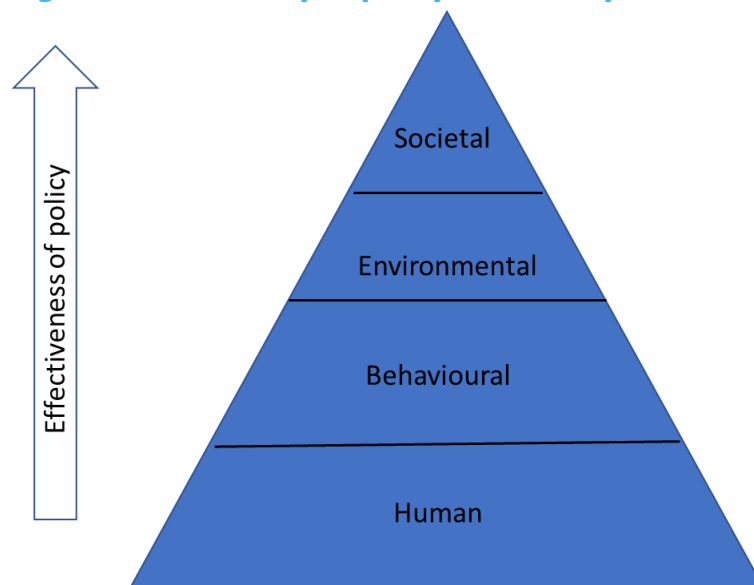 Societal
Environmental
Behavioural
Human
Effectiveness of policy